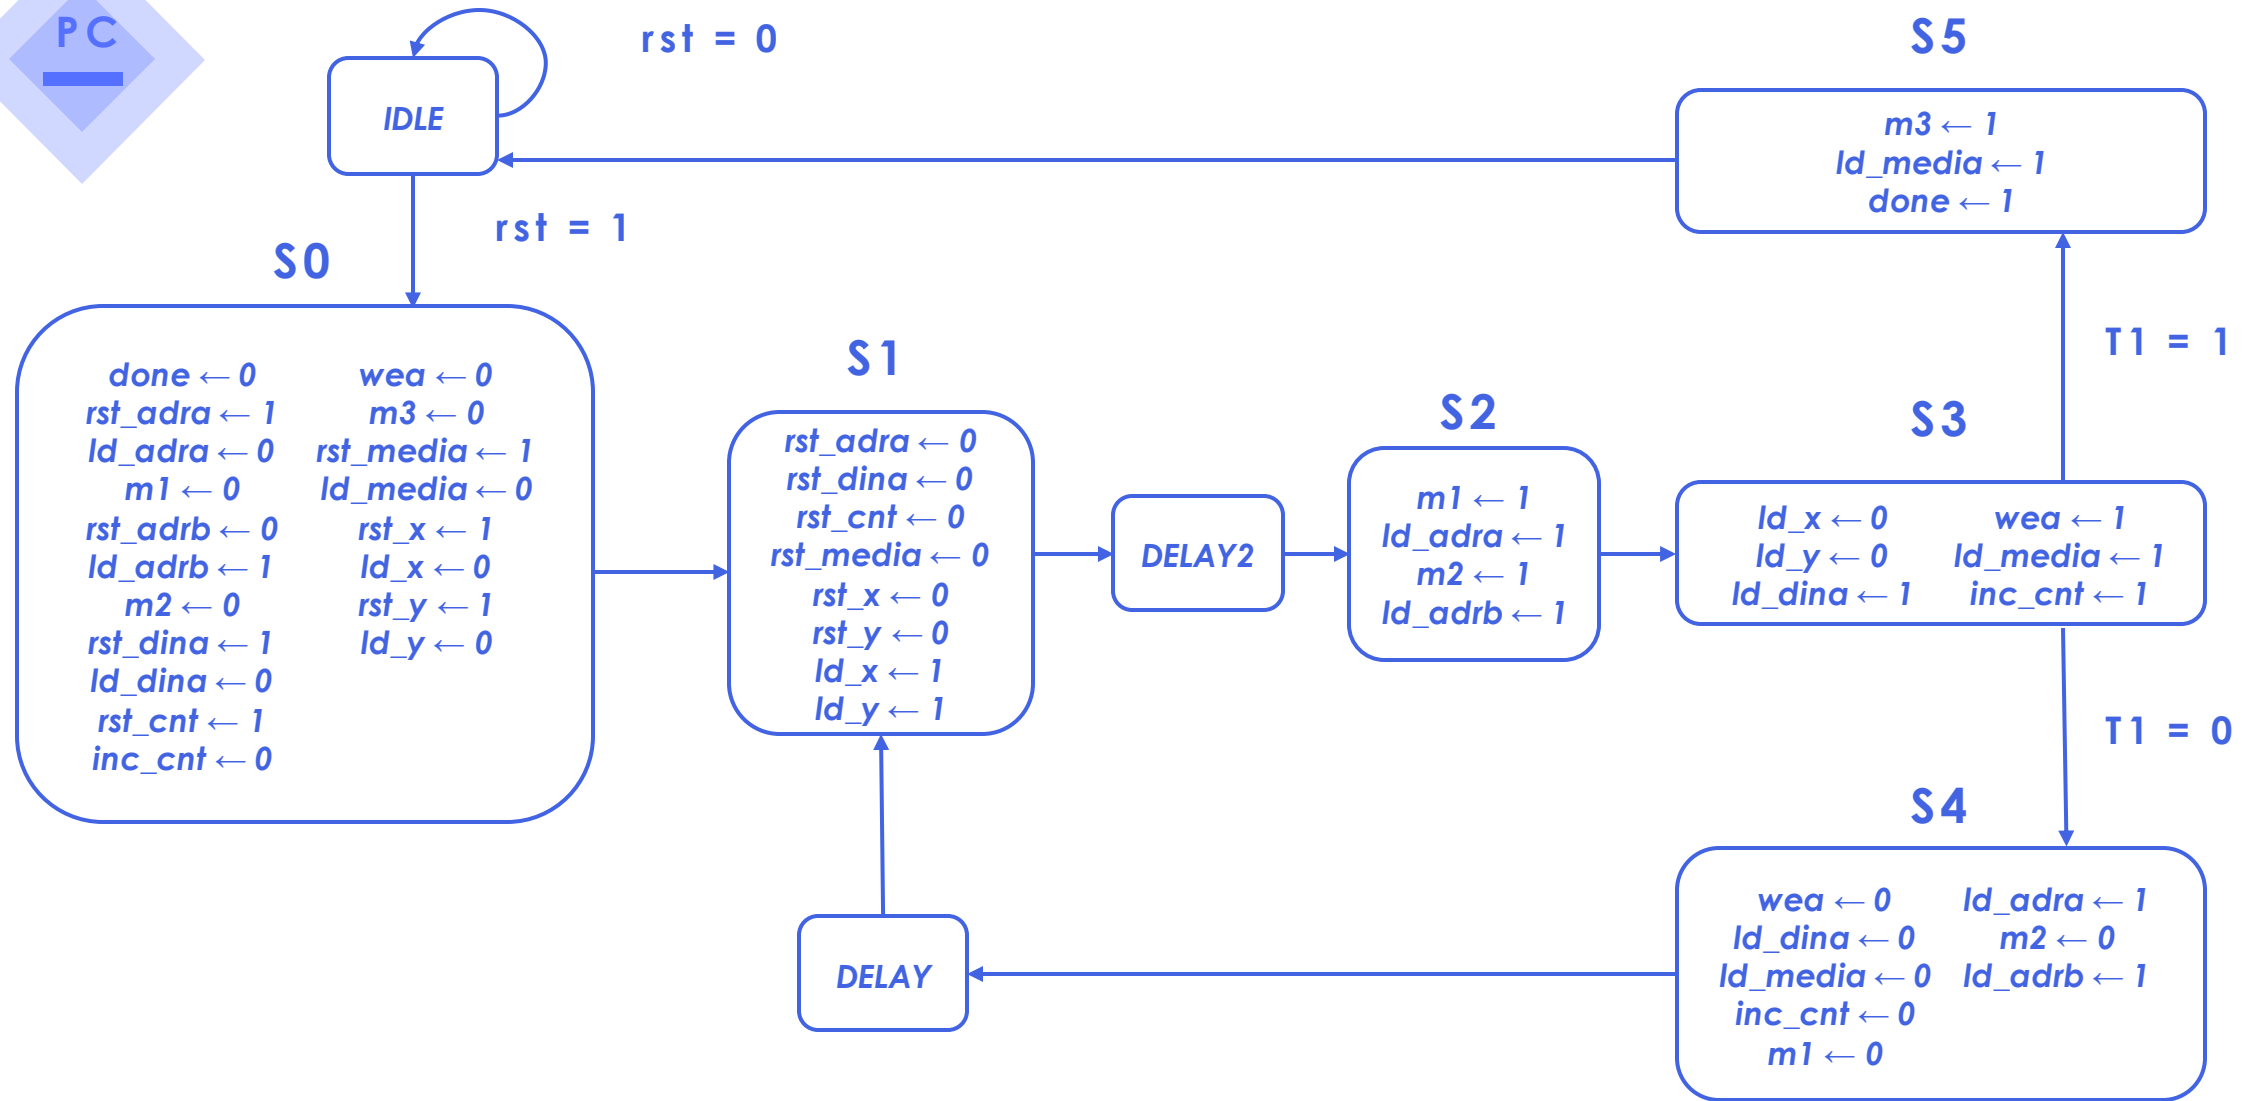 PC
rst = 0
IDLE
rst = 1
S5
m3 ← 1
ld_media ← 1
done ← 1
S0
done ← 0
rst_adra ← 1
ld_adra ← 0
m1 ← 0
rst_adrb ← 0
ld_adrb ← 1
m2 ← 0
rst_dina ← 1
ld_dina ← 0
rst_cnt ← 1
inc_cnt ← 0
wea ← 0
m3 ← 0
rst_media ← 1
ld_media ← 0
rst_x ← 1
ld_x ← 0
rst_y ← 1
ld_y ← 0
S1
rst_adra ← 0
rst_dina ← 0
rst_cnt ← 0
rst_media ← 0
rst_x ← 0
rst_y ← 0
ld_x ← 1
ld_y ← 1
DELAY2
S2
m1 ← 1
ld_adra ← 1
m2 ← 1
ld_adrb ← 1
T1 = 1
S3
ld_x ← 0
ld_y ← 0
ld_dina ← 1
wea ← 1
ld_media ← 1
inc_cnt ← 1
T1 = 0
S4
wea ← 0
ld_dina ← 0
ld_media ← 0
inc_cnt ← 0
m1 ← 0
ld_adra ← 1
m2 ← 0
ld_adrb ← 1
DELAY